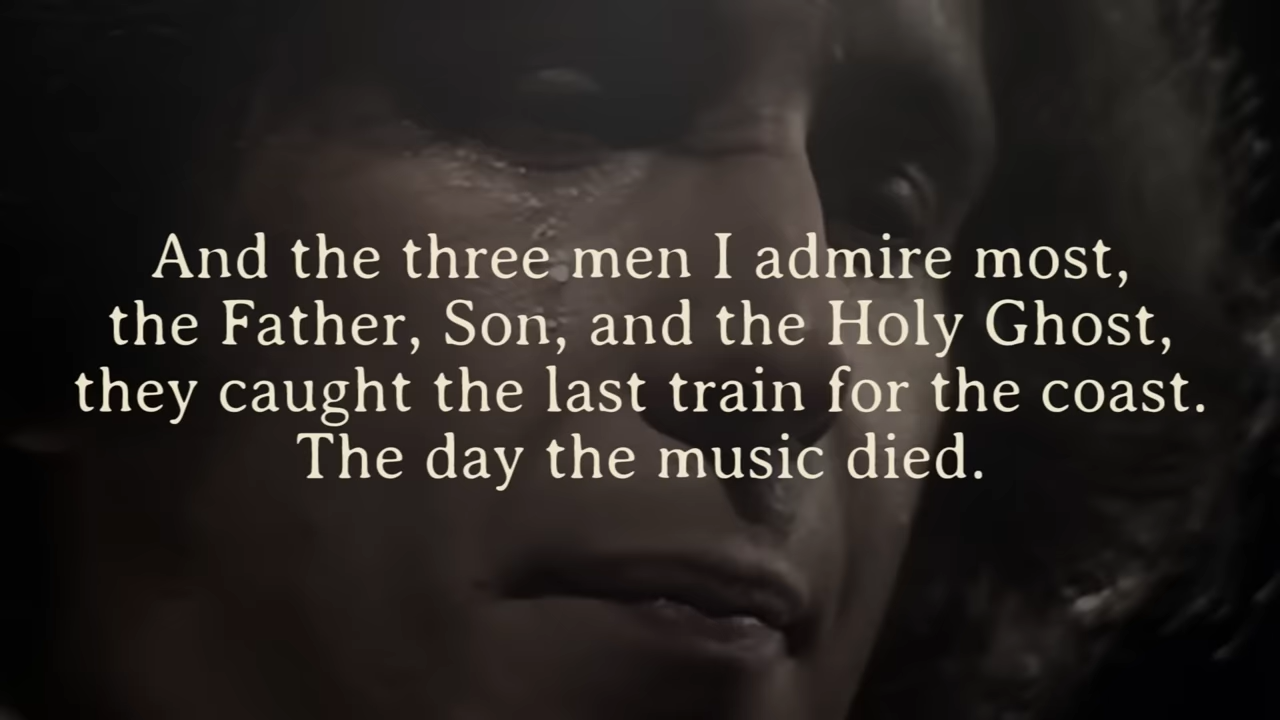 And the three men I admire most,
the Father, Son, and the Holy Ghost,
they caught the last train for the coast.
The day the music died.